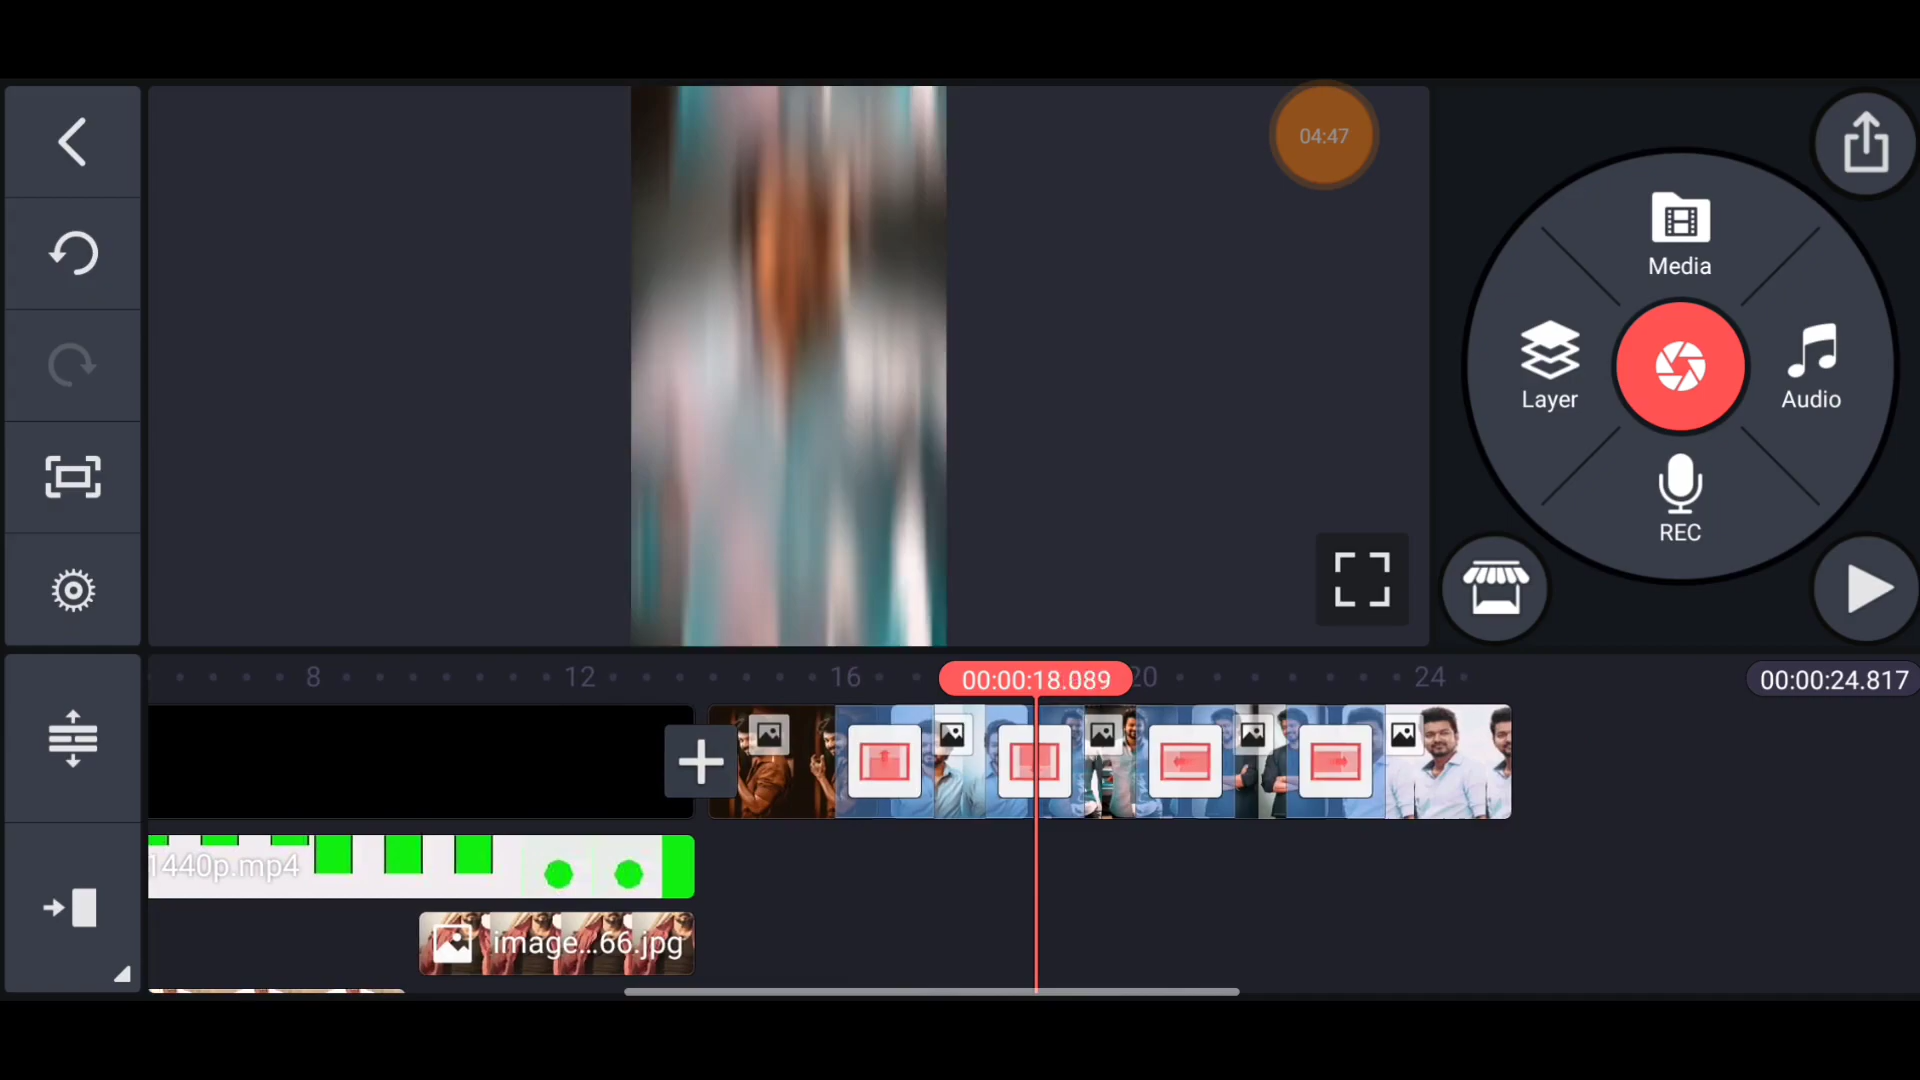 04:47
Media
Layer
Audio
REC
8
12
16
00:00:18.089
20
24
00:00:24.817
1440p.mp4
image...66.jpg